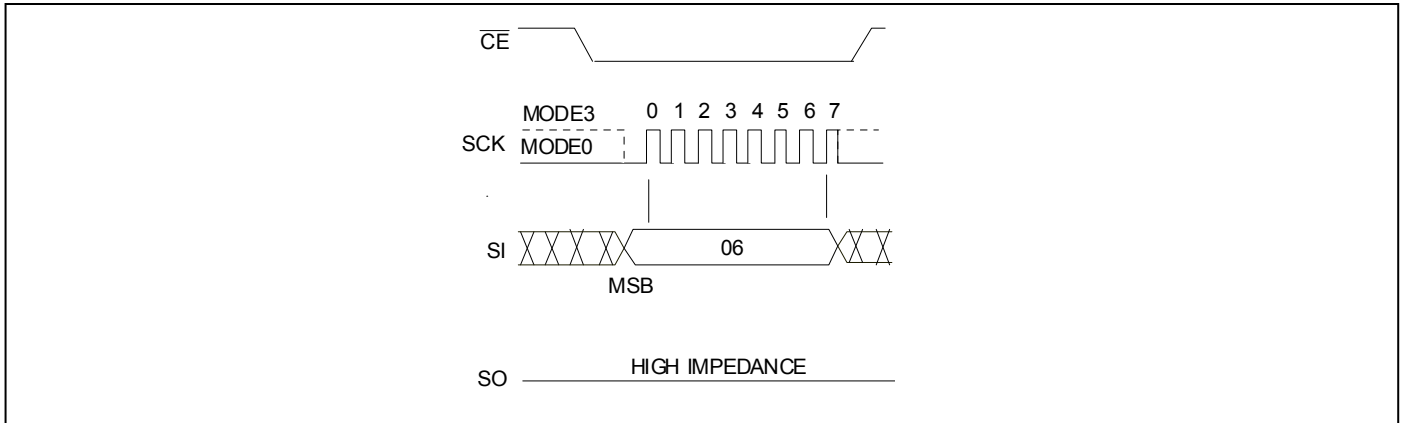 CE
MODE3 0 1 2 3 4 5 6 7
SCK MODE0
SI 06
MSB
SO HIGH IMPEDANCE